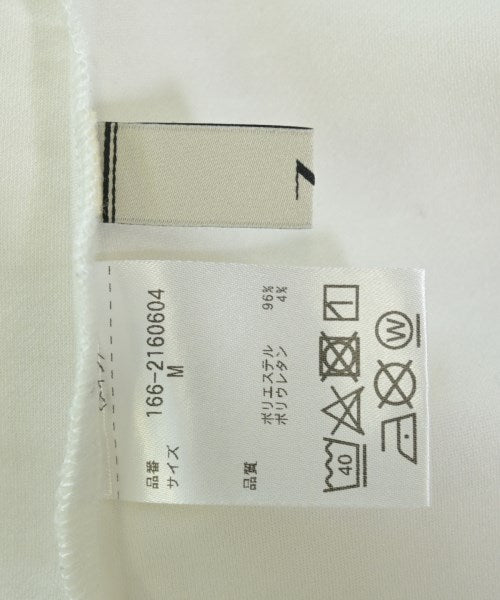 品番 166-2160604
サイズ M
品質 ポリエステル 96%
ポリウレタン 4%
40
W